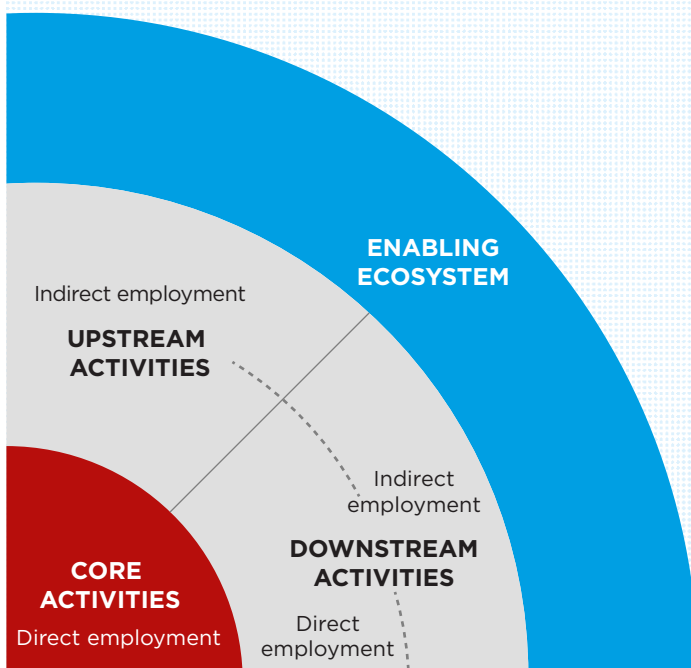 ENABLING
ECOSYSTEM
Indirect employment
UPSTREAM
ACTIVITIES
Indirect
employment
DOWNSTREAM
ACTIVITIES
Direct
employment
CORE
ACTIVITIES
Direct employment